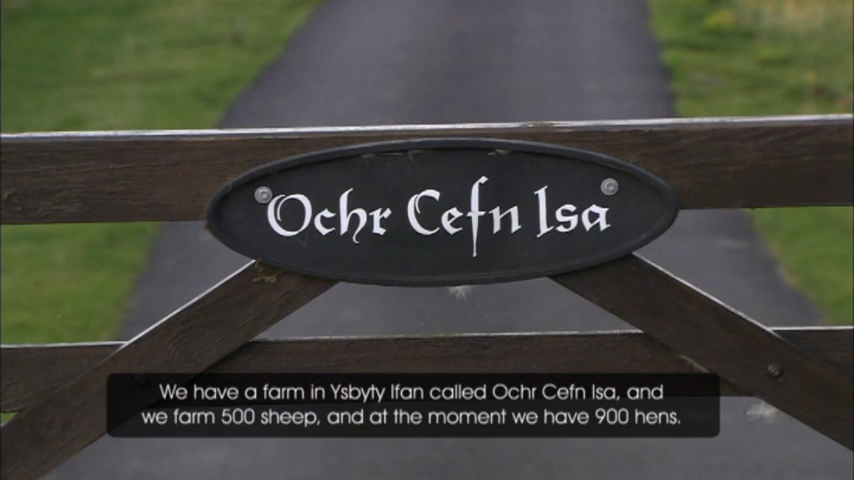 Ochr Cefn Isa
We have a farm in Ysbyty Ifan called Ochr Cefn Isa, and
we farm 500 sheep, and at the moment we have 900 hens.